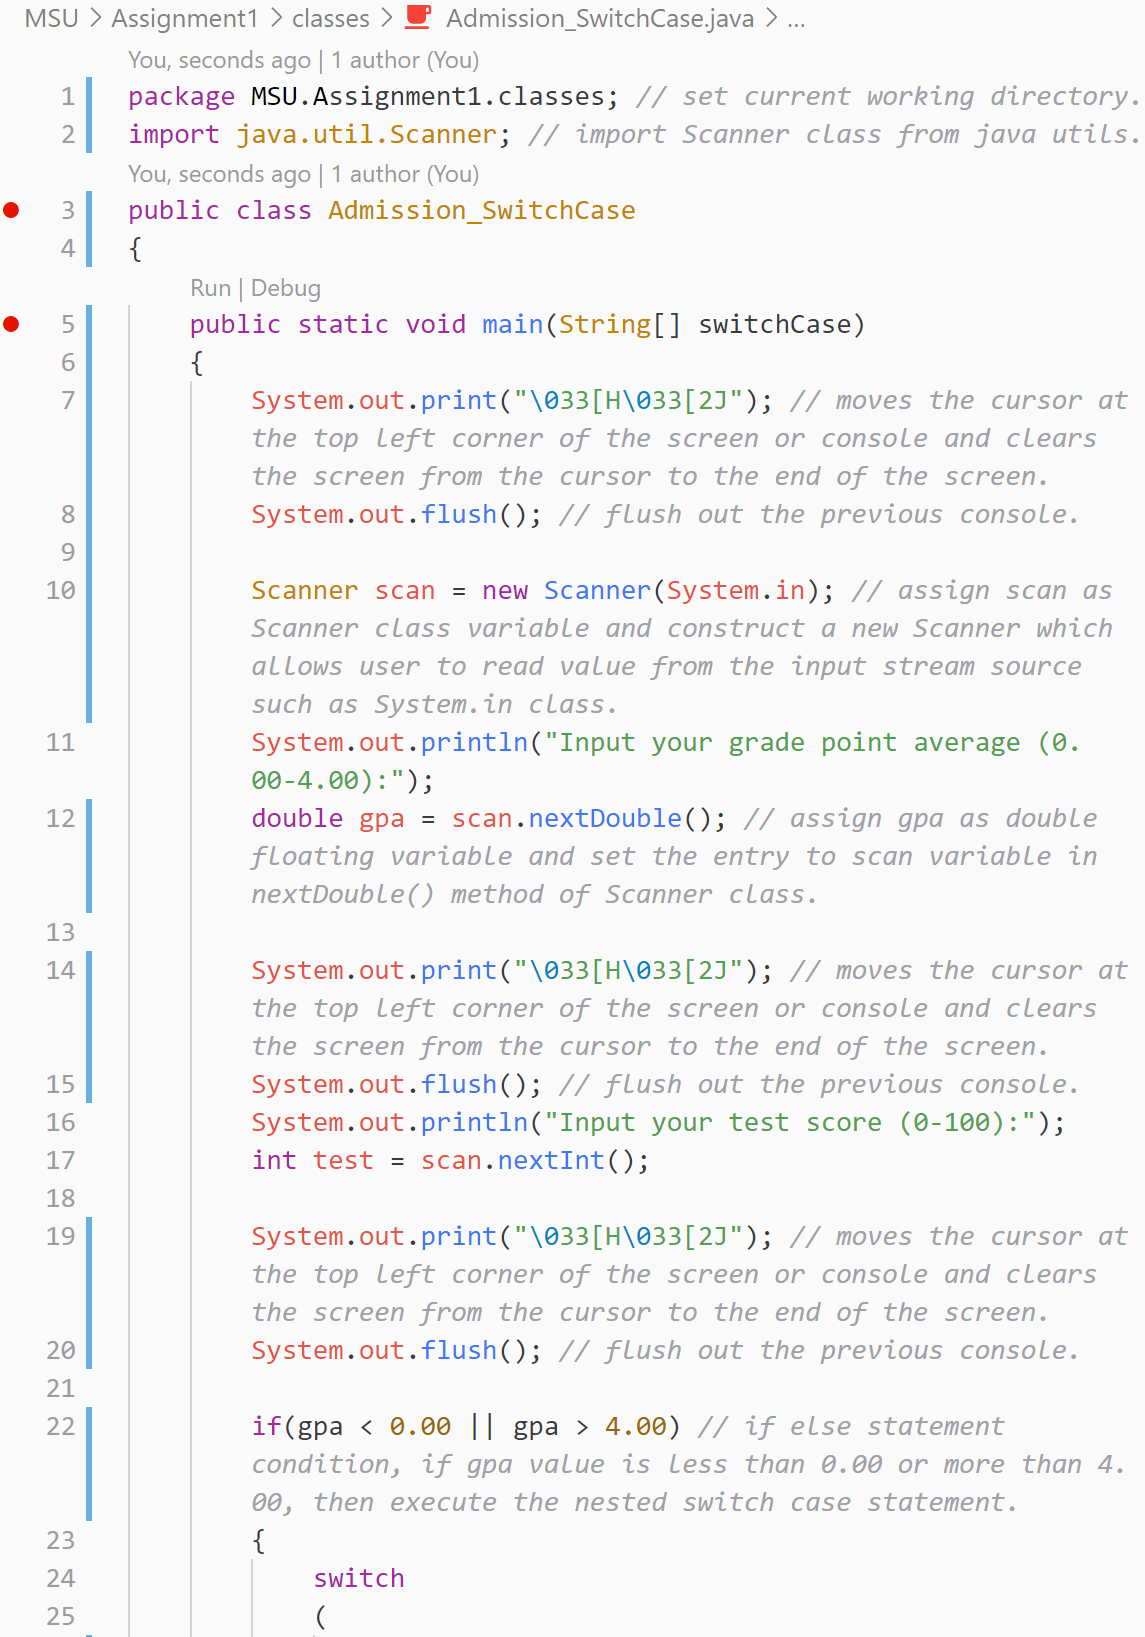 MSU > Assignment1 > classes > Admission_SwitchCase.java > ...
You, seconds ago | 1 author (You)
1 package MSU.Assignment1.classes; // set current working directory.
2 import java.util.Scanner; // import Scanner class from java utils.
You, seconds ago | 1 author (You)
3 public class Admission_SwitchCase
4 {
Run | Debug
5 public static void main(String[] switchCase)
6 {
7 System.out.print("\033[H\033[2J"); // moves the cursor at
the top left corner of the screen or console and clears
the screen from the cursor to the end of the screen.
8 System.out.flush(); // flush out the previous console.
9
10 Scanner scan = new Scanner(System.in); // assign scan as
Scanner class variable and construct a new Scanner which
allows user to read value from the input stream source
such as System.in class.
11 System.out.println("Input your grade point average (0.
00-4.00):");
12 double gpa = scan.nextDouble(); // assign gpa as double
floating variable and set the entry to scan variable in
nextDouble() method of Scanner class.
13
14 System.out.print("\033[H\033[2J"); // moves the cursor at
the top left corner of the screen or console and clears
the screen from the cursor to the end of the screen.
15 System.out.flush(); // flush out the previous console.
16 System.out.println("Input your test score (0-100):");
17 int test = scan.nextInt();
18
19 System.out.print("\033[H\033[2J"); // moves the cursor at
the top left corner of the screen or console and clears
the screen from the cursor to the end of the screen.
20 System.out.flush(); // flush out the previous console.
21
22 if(gpa < 0.00 || gpa > 4.00) // if else statement
condition, if gpa value is less than 0.00 or more than 4.
00, then execute the nested switch case statement.
23 {
24 switch
25 (